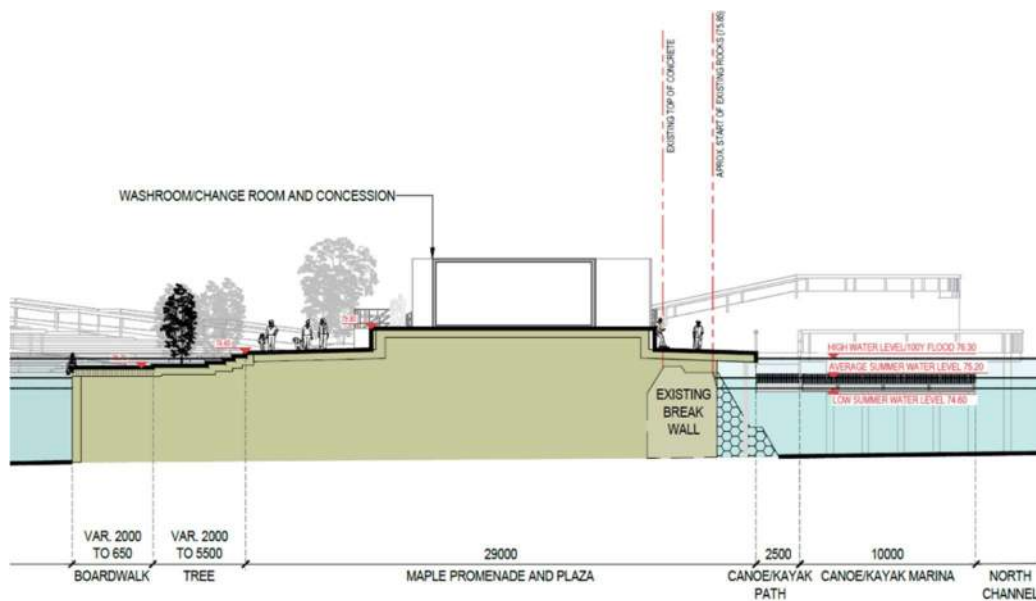 EXISTING TOP OF CONCRETE
APROX. START OF EXISTING ROCKS (75.65)
WASHROOM/CHANGE ROOM AND CONCESSION
HIGH WATER LEVEL/100Y FLOOD 76.30
AVERAGE SUMMER WATER LEVEL 75.20
LOW SUMMER WATER LEVEL 74.60
EXISTING
BREAK
WALL
VAR. 2000
TO 650
VAR. 2000
TO 5500
29000
2500
10000
BOARDWALK
TREE
MAPLE PROMENADE AND PLAZA
CANOE/KAYAK
PATH
CANOE/KAYAK MARINA
NORTH
CHANNEL